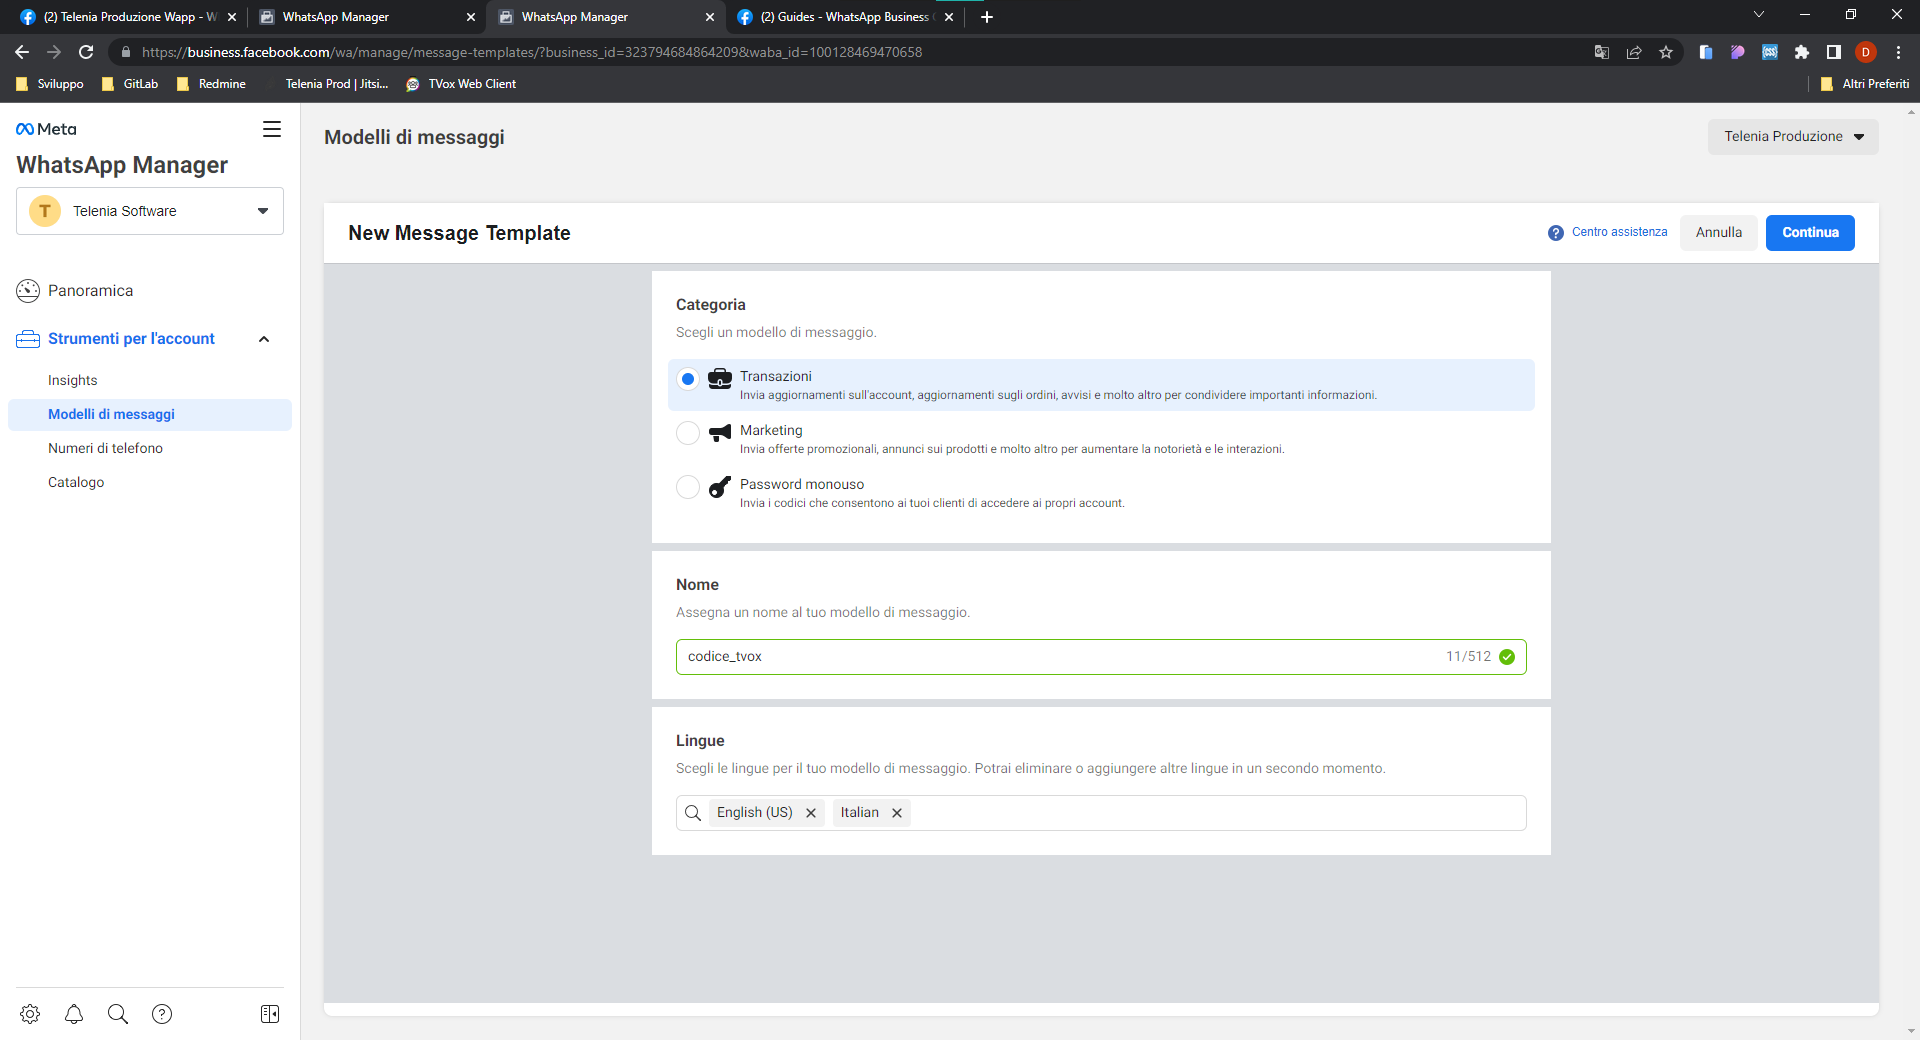 (2) Telenia Produzione Wapp - W
WhatsApp Manager
WhatsApp Manager
(2) Guides - WhatsApp Business
https://business.facebook.com/wa/manage/message-templates/?business_id=323794684864209&waba_id=100128469470658
D
Sviluppo
GitLab
Redmine
Telenia Prod | Jitsi...
TVox Web Client
Altri Preferiti
Meta
WhatsApp Manager
T
Telenia Software
Panoramica
Strumenti per l'account
Insights
Modelli di messaggi
Numeri di telefono
Catalogo
Modelli di messaggi
Telenia Produzione
New Message Template
Centro assistenza
Annulla
Continua
Categoria
Scegli un modello di messaggio.
Transazioni
Invia aggiornamenti sull'account, aggiornamenti sugli ordini, avvisi e molto altro per condividere importanti informazioni.
Marketing
Invia offerte promozionali, annunci sui prodotti e molto altro per aumentare la notorietà e le interazioni.
Password monouso
Invia i codici che consentono ai tuoi clienti di accedere ai propri account.
Nome
Assegna un nome al tuo modello di messaggio.
codice_tvox
11/512
Lingue
Scegli le lingue per il tuo modello di messaggio. Potrai eliminare o aggiungere altre lingue in un secondo momento.
English (US)
Italian